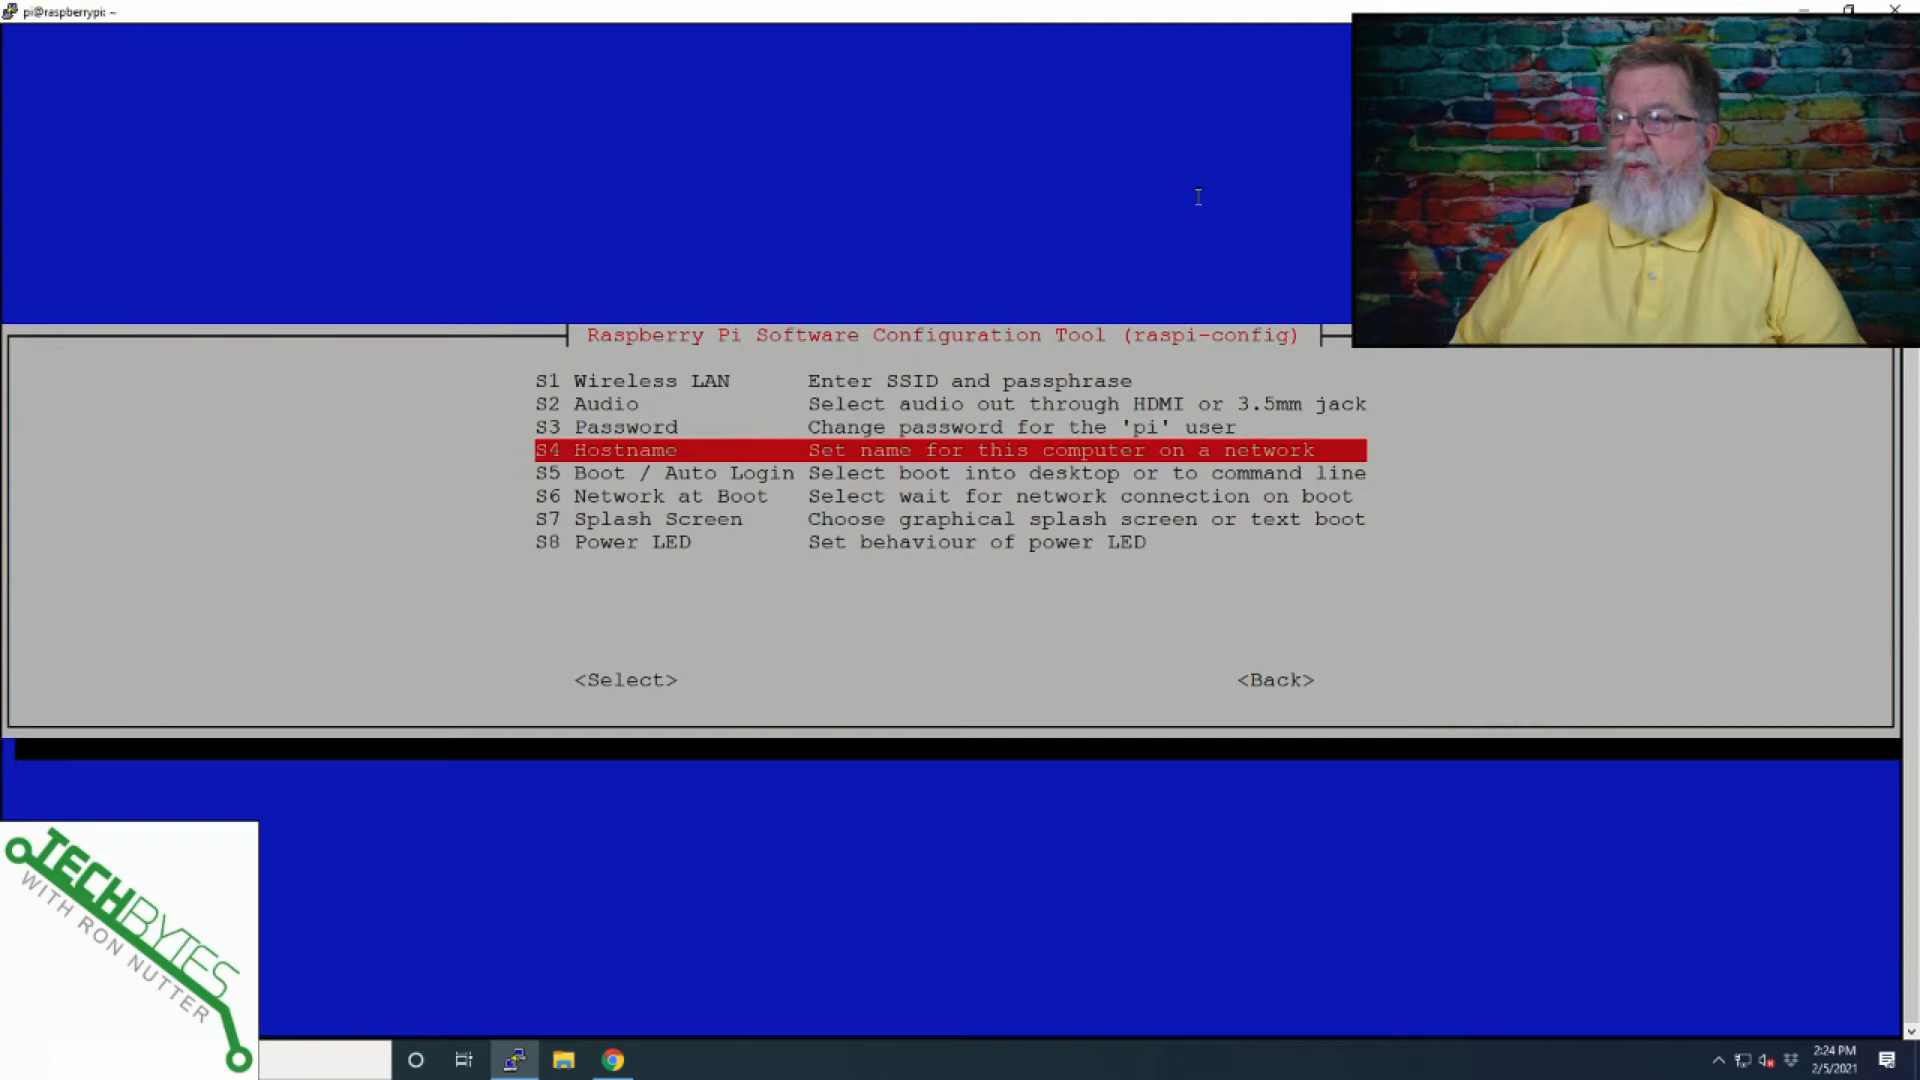 pi@raspberrypi: ~
Raspberry Pi Software Configuration Tool (raspi-config)
S1 Wireless LAN Enter SSID and passphrase
S2 Audio Select audio out through HDMI or 3.5mm jack
S3 Password Change password for the 'pi' user
S4 Hostname Set name for this computer on a network
S5 Boot / Auto Login Select boot into desktop or to command line
S6 Network at Boot Select wait for network connection on boot
S7 Splash Screen Choose graphical splash screen or text boot
S8 Power LED Set behaviour of power LED
<Select> <Back>
TECHBYTES
WITH RON NUTTER
2:24 PM
2/5/2021